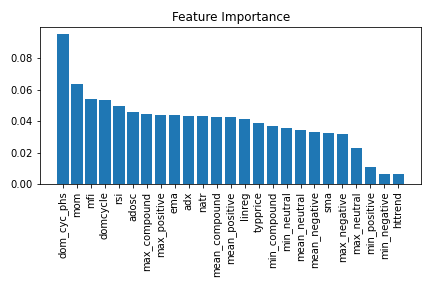 Feature Importance
0.08
0.06
0.04
0.02
0.00
dom_cyc_phs
mom
mfi
domcycle
rsi
adosc
max_compound
max_positive
ema
adx
natr
mean_compound
mean_positive
linreg
typprice
min_compound
min_neutral
mean_neutral
mean_negative
sma
max_negative
max_neutral
min_positive
min_negative
httrend